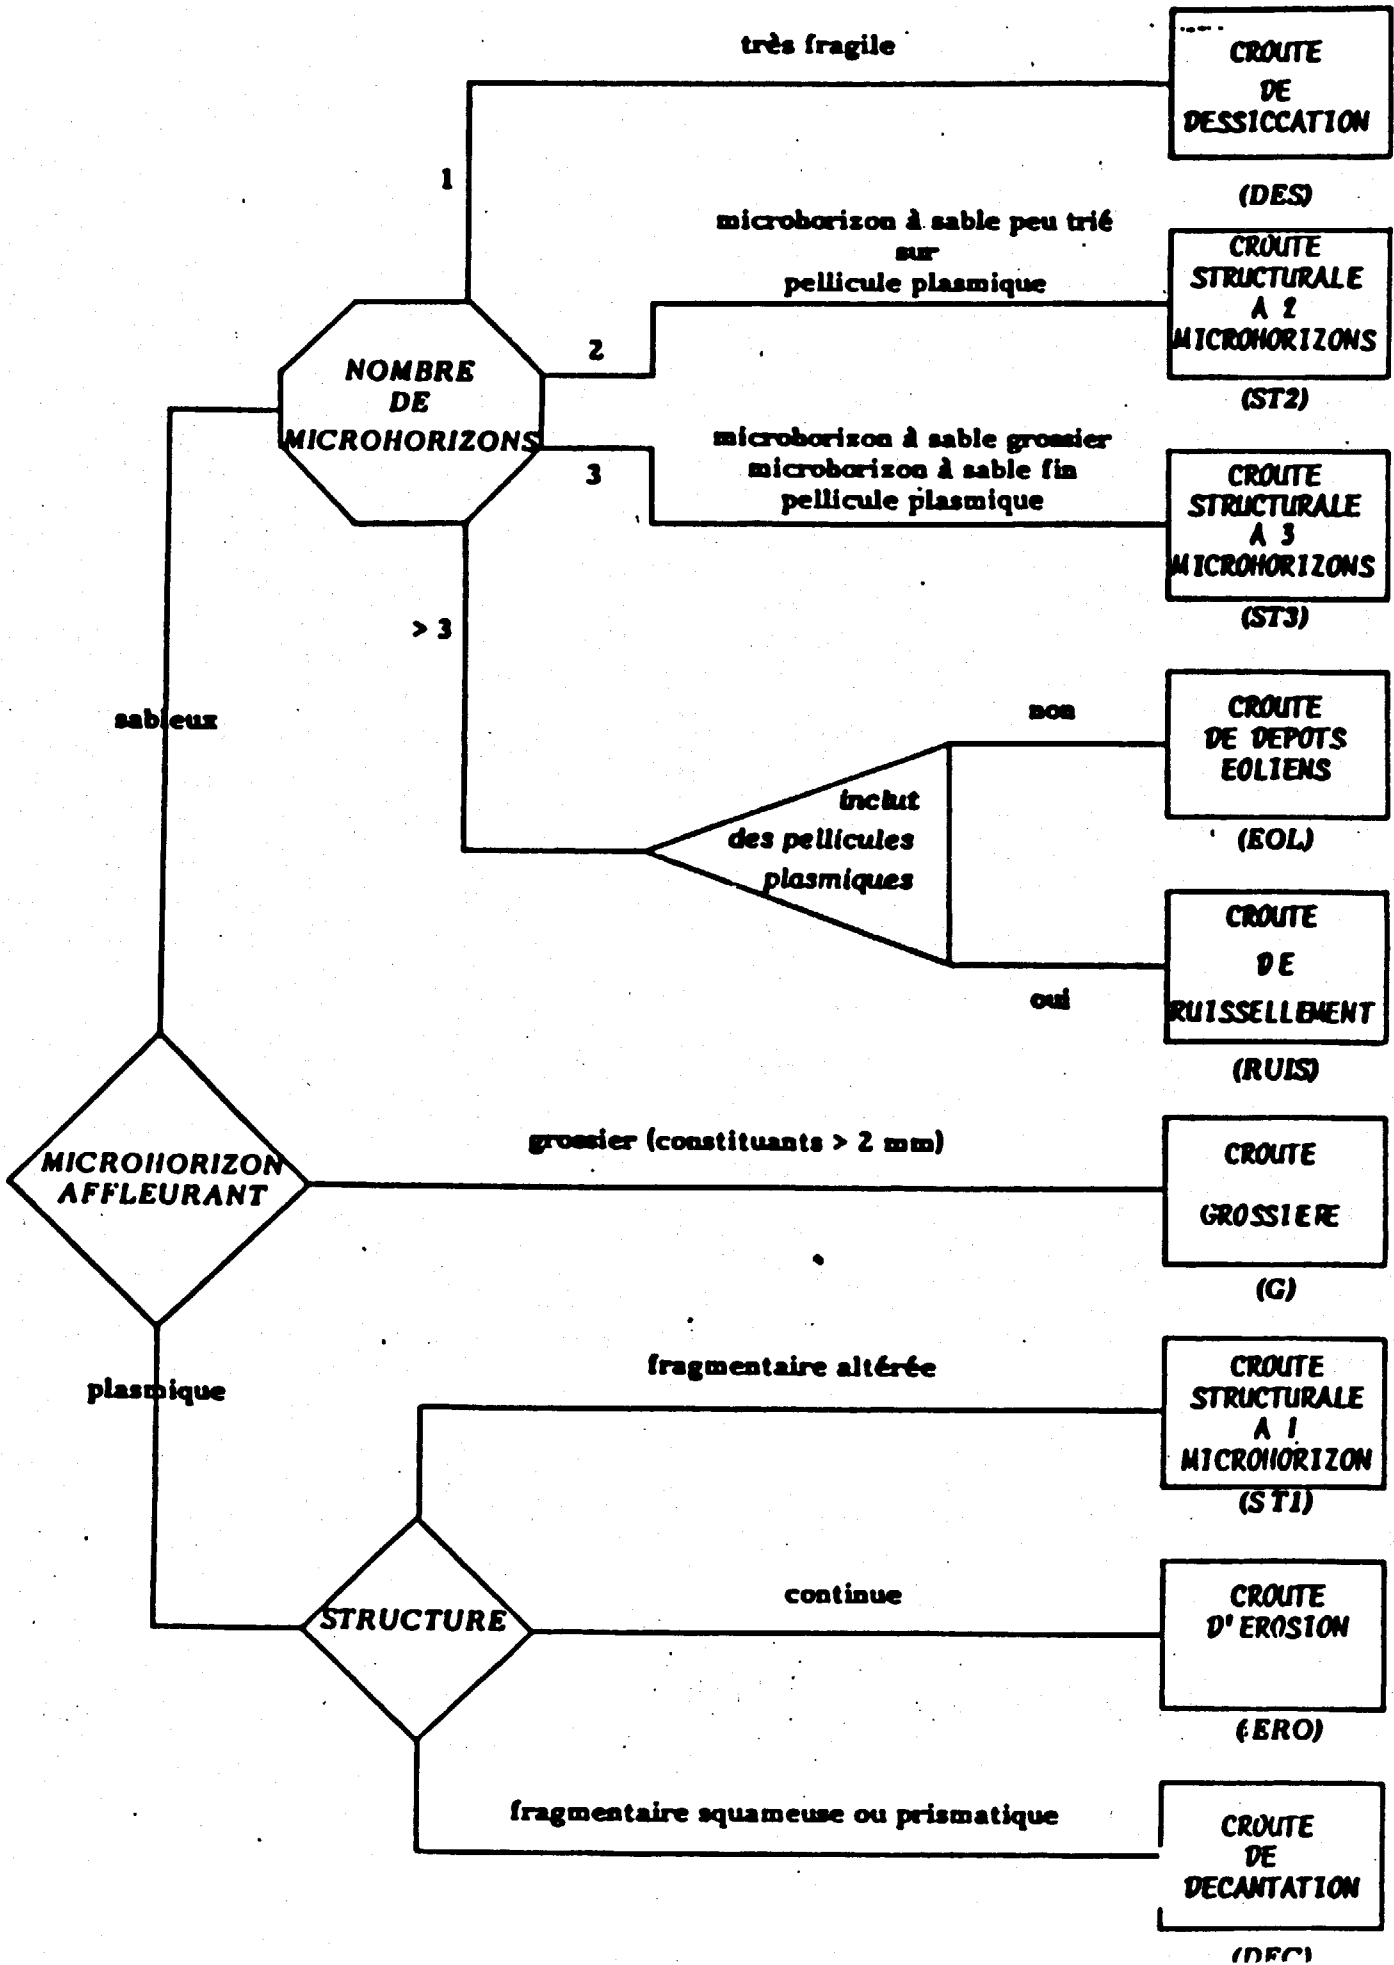 très fragile
CROUTE
DE
DESSICCATION
(DES)
1
microhorizon à sable peu trié
sur
pellicule plasmique
CROUTE
STRUCTURALE
A 2
MICROHORIZONS
(ST2)
2
NOMBRE
DE
MICROHORIZONS
3
microhorizon à sable grossier
microhorizon à sable fin
pellicule plasmique
CROUTE
STRUCTURALE
A 3
MICROHORIZONS
(ST3)
> 3
sableux
non
CROUTE
DE DEPOTS
EOLIENS
(EOL)
inclut
des pellicules
plasmiques
oui
CROUTE
DE
RUISSELLEMENT
(RUIS)
MICROHORIZON
AFFLEURANT
grossier (constituants > 2 mm)
CROUTE
GROSSIERE
(G)
plasmique
fragmentaire altérée
CROUTE
STRUCTURALE
A 1
MICROHORIZON
(ST1)
STRUCTURE
continue
CROUTE
D'EROSION
(ERO)
fragmentaire squameuse ou prismatique
CROUTE
DE
DECANTATION
(DEC)